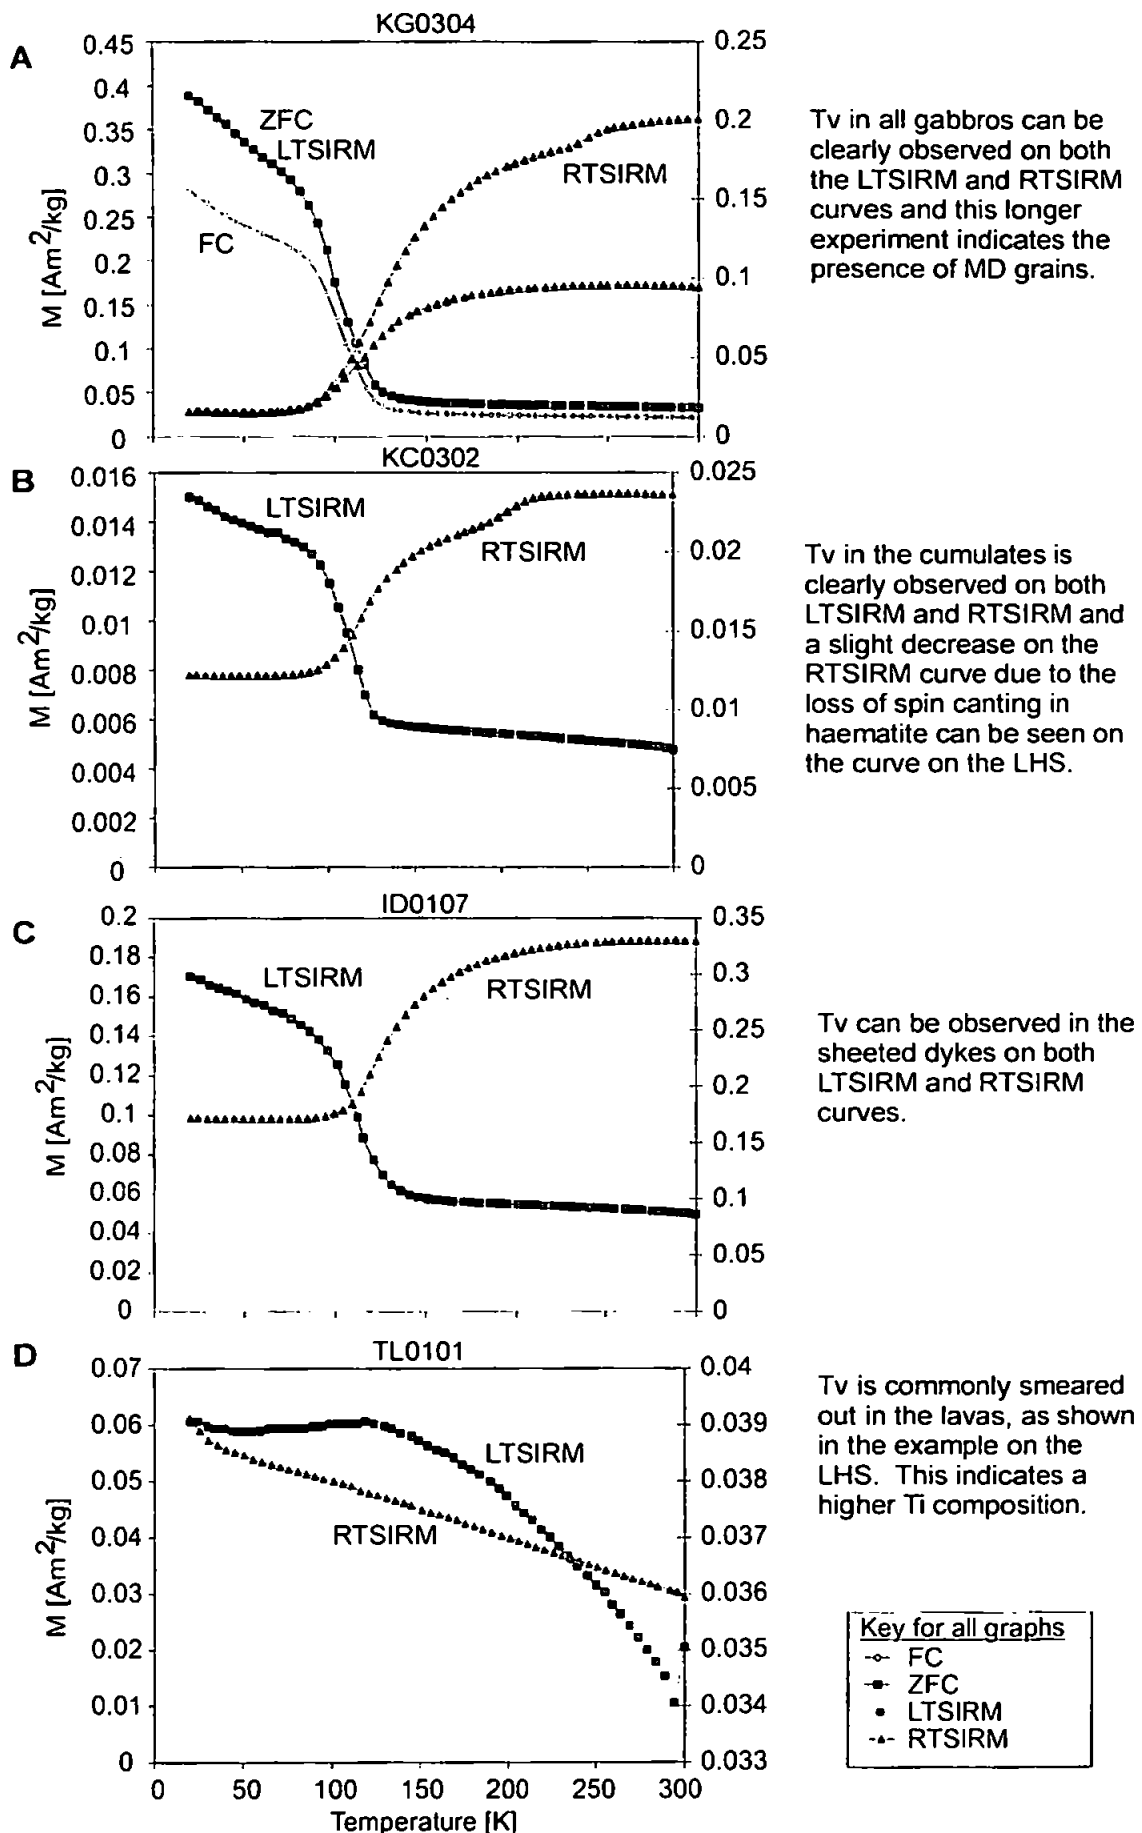 A
KG0304
0.45
0.4
0.35
0.3
0.25
0.2
0.15
0.1
0.05
0
M [Am2/kg]
ZFC
LTSIRM
FC
RTSIRM
0.25
0.2
0.15
0.1
0.05
0
Tv in all gabbros can be
clearly observed on both
the LTSIRM and RTSIRM
curves and this longer
experiment indicates the
presence of MD grains.
B
KC0302
0.016
0.014
0.012
0.01
0.008
0.006
0.004
0.002
0
M [Am2/kg]
LTSIRM
RTSIRM
0.025
0.02
0.015
0.01
0.005
0
Tv in the cumulates is
clearly observed on both
LTSIRM and RTSIRM and
a slight decrease on the
RTSIRM curve due to the
loss of spin canting in
haematite can be seen on
the curve on the LHS.
C
ID0107
0.2
0.18
0.16
0.14
0.12
0.1
0.08
0.06
0.04
0.02
0
M [Am2/kg]
LTSIRM
RTSIRM
0.35
0.3
0.25
0.2
0.15
0.1
0.05
0
Tv can be observed in the
sheeted dykes on both
LTSIRM and RTSIRM
curves.
D
TL0101
0.07
0.06
0.05
0.04
0.03
0.02
0.01
0
M [Am2/kg]
LTSIRM
RTSIRM
0.04
0.039
0.038
0.037
0.036
0.035
0.034
0.033
0 50 100 150 200 250 300
Temperature [K]
Tv is commonly smeared
out in the lavas, as shown
in the example on the
LHS. This indicates a
higher Ti composition.
Key for all graphs
FC
ZFC
LTSIRM
RTSIRM